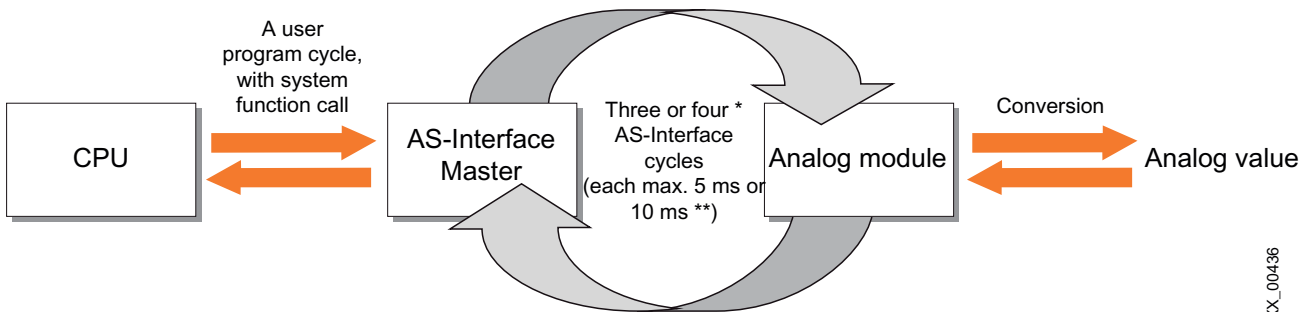 A user
program cycle,
with system
function call
CPU
AS-Interface
Master
Three or four *
AS-Interface
cycles
(each max. 5 ms or
10 ms **)
Analog module
Conversion
Analog value